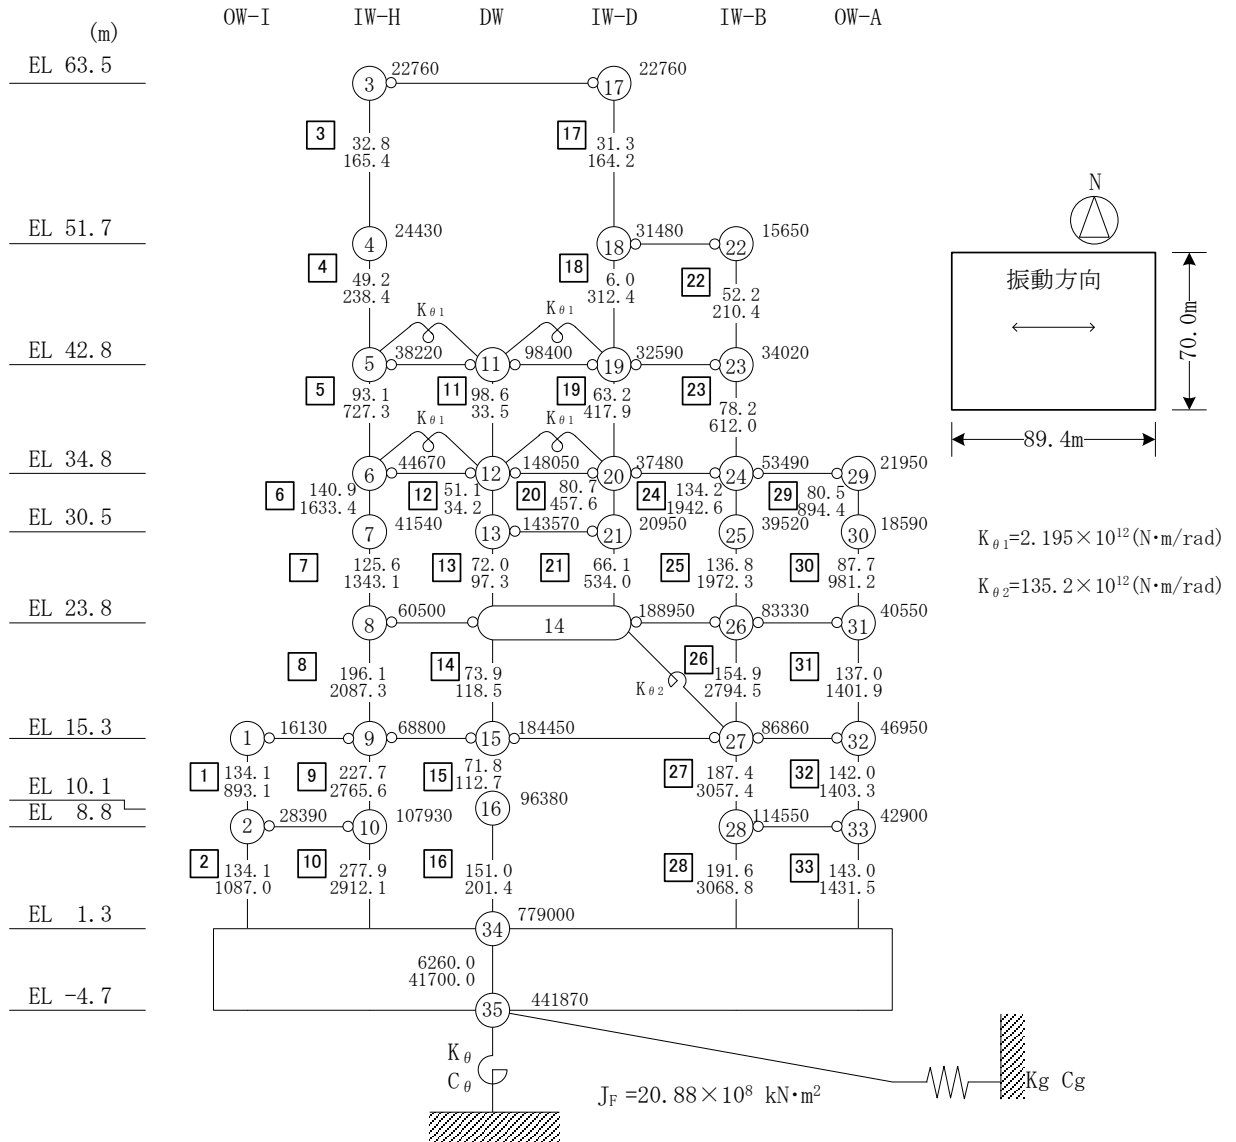 OW-I IW-H DW IW-D IW-B OW-A
(m)
EL 63.5
3 22760 17 22760
3 32.8 17 31.3
165.4 164.2
N
EL 51.7
4 24430 18 31480 22 15650
4 49.2 18 6.0 22 52.2
238.4 312.4 210.4
振動方向
70.0m
89.4m
Kθ1 Kθ1
EL 42.8
5 38220 11 98400 19 32590 23 34020
5 93.1 11 98.6 19 63.2 23 78.2
727.3 33.5 417.9 612.0
Kθ1 Kθ1
EL 34.8
6 44670 12 148050 20 37480 24 53490 29 21950
6 140.9 12 51.1 20 80.7 24 134.2 29 80.5
1633.4 34.2 457.6 1942.6 894.4
EL 30.5
7 41540 13 143570 21 20950 25 39520 30 18590
Kθ1=2.195×10¹²(N・m/rad)
7 125.6 13 72.0 21 66.1 25 136.8 30 87.7
1343.1 97.3 534.0 1972.3 981.2
Kθ2=135.2×10¹²(N・m/rad)
EL 23.8
8 60500 14 188950 26 83330 31 40550
8 196.1 14 73.9 26 154.9 31 137.0
2087.3 118.5 2794.5 1401.9
Kθ2
EL 15.3
1 16130 9 68800 15 184450 27 86860 32 46950
1 134.1 9 227.7 15 71.8 27 187.4 32 142.0
893.1 2765.6 112.7 3057.4 1403.3
EL 10.1
16 96380
EL 8.8
2 28390 10 107930 28 114550 33 42900
2 134.1 10 277.9 16 151.0 28 191.6 33 143.0
1087.0 2912.1 201.4 3068.8 1431.5
EL 1.3
34 779000
6260.0
41700.0
EL -4.7
35 441870
Kθ
Cθ
JF =20.88×10⁸ kN・m²
Kg Cg